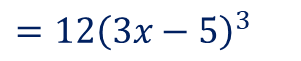 = 12(3x − 5)³